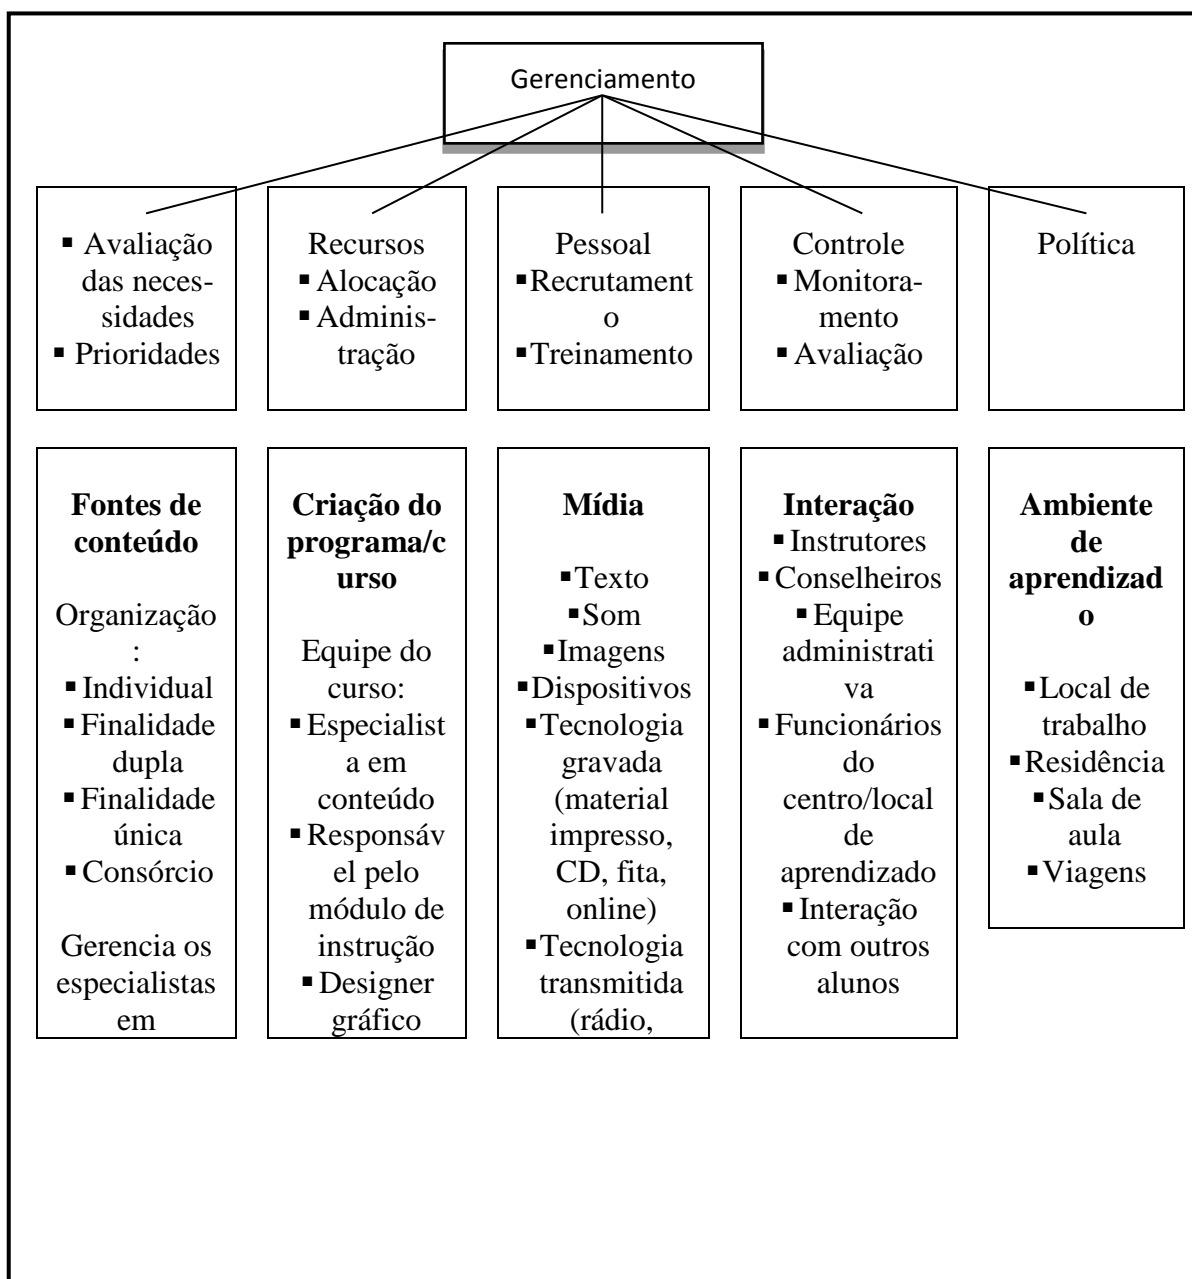 Gerenciamento
▪ Avaliação
das neces-
sidades
▪ Prioridades
Recursos
▪ Alocação
▪ Adminis-
tração
Pessoal
▪ Recrutament
o
▪ Treinamento
Controle
▪ Monitora-
mento
▪ Avaliação
Política
Fontes de
conteúdo
Organização
:
▪ Individual
▪ Finalidade
dupla
▪ Finalidade
única
▪ Consórcio
Gerencia os
especialistas
em
Criação do
programa/c
urso
Equipe do
curso:
▪ Especialist
a em
conteúdo
▪ Responsáv
el pelo
módulo de
instrução
▪ Designer
gráfico
Mídia
▪ Texto
▪ Som
▪ Imagens
▪ Dispositivos
▪ Tecnologia
gravada
(material
impresso,
CD, fita,
online)
▪ Tecnologia
transmitida
(rádio,
Interação
▪ Instrutores
▪ Conselheiros
▪ Equipe
administrati
va
▪ Funcionários
do
centro/local
de
aprendizado
▪ Interação
com outros
alunos
Ambiente
de
aprendizad
o
▪ Local de
trabalho
▪ Residência
▪ Sala de
aula
▪ Viagens